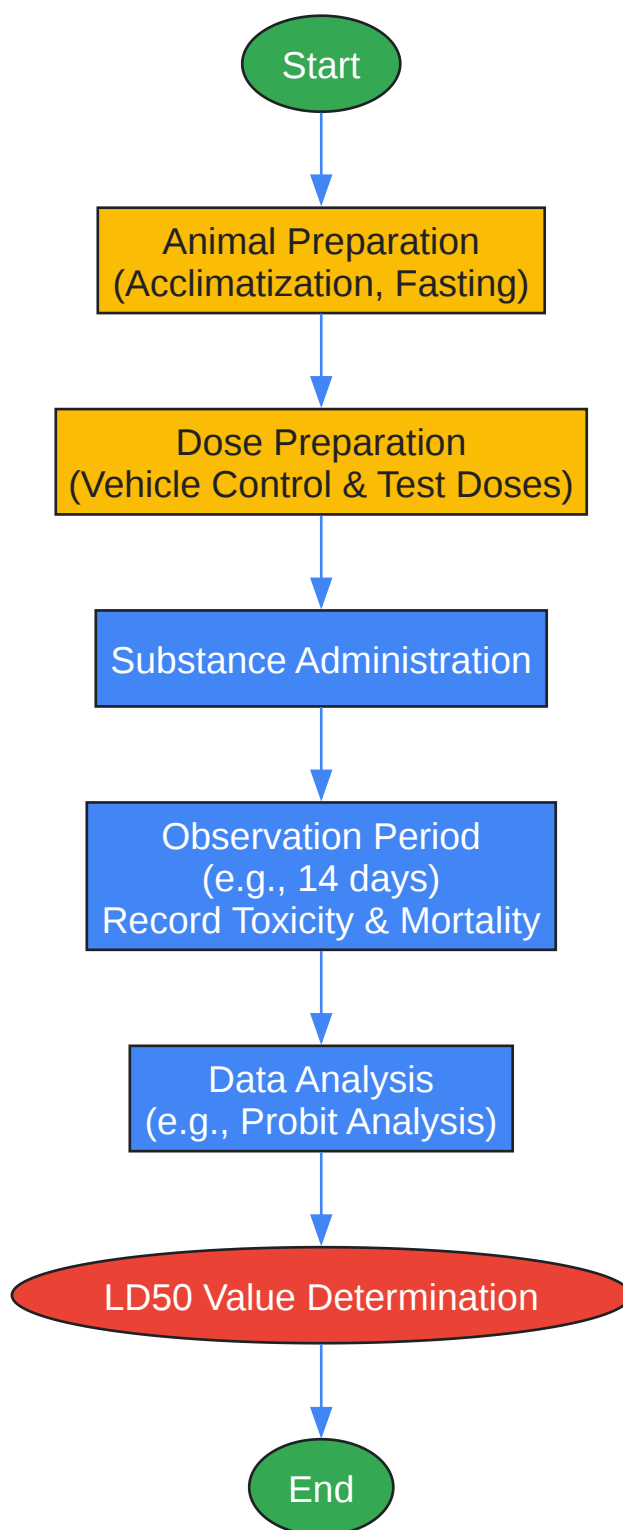 Start
Animal Preparation
(Acclimatization, Fasting)
Dose Preparation
(Vehicle Control & Test Doses)
Substance Administration
Observation Period
(e.g., 14 days)
Record Toxicity & Mortality
Data Analysis
(e.g., Probit Analysis)
LD50 Value Determination
End